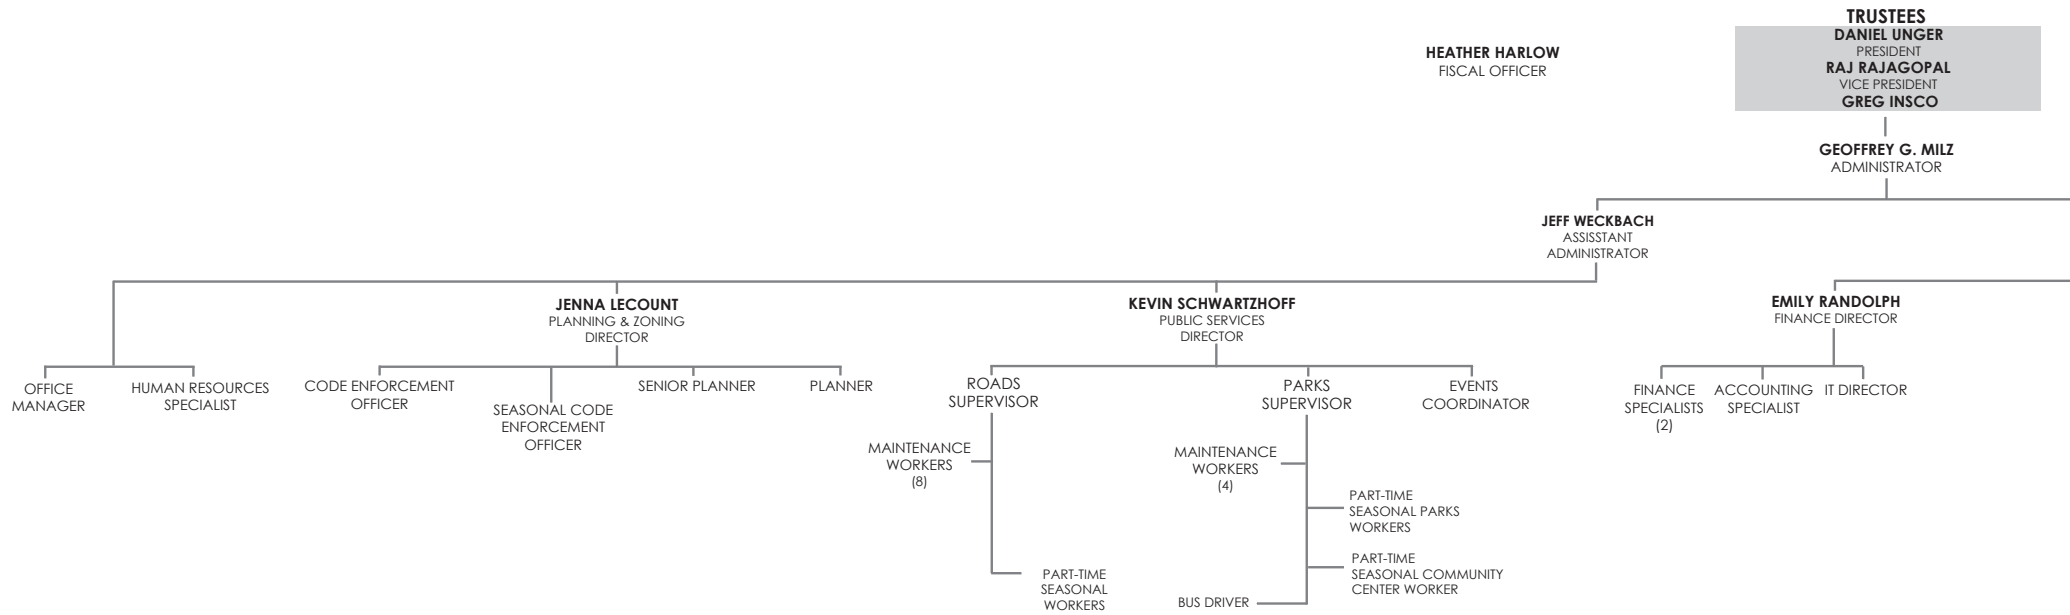 TRUSTEES
DANIEL UNGER
PRESIDENT
RAJ RAJAGOPAL
VICE PRESIDENT
GREG INSCO
HEATHER HARLOW
FISCAL OFFICER
GEOFFREY G. MILZ
ADMINISTRATOR
JEFF WECKBACH
ASSISSTANT
ADMINISTRATOR
JENNA LECOUNT
PLANNING & ZONING
DIRECTOR
KEVIN SCHWARTZHOFF
PUBLIC SERVICES
DIRECTOR
EMILY RANDOLPH
FINANCE DIRECTOR
OFFICE
MANAGER
HUMAN RESOURCES
SPECIALIST
CODE ENFORCEMENT
OFFICER
SEASONAL CODE
ENFORCEMENT
OFFICER
SENIOR PLANNER
PLANNER
ROADS
SUPERVISOR
MAINTENANCE
WORKERS
(8)
PART-TIME
SEASONAL
WORKERS
PARKS
SUPERVISOR
MAINTENANCE
WORKERS
(4)
PART-TIME
SEASONAL PARKS
WORKERS
PART-TIME
SEASONAL COMMUNITY
CENTER WORKER
BUS DRIVER
EVENTS
COORDINATOR
FINANCE
SPECIALISTS
(2)
ACCOUNTING
SPECIALIST
IT DIRECTOR